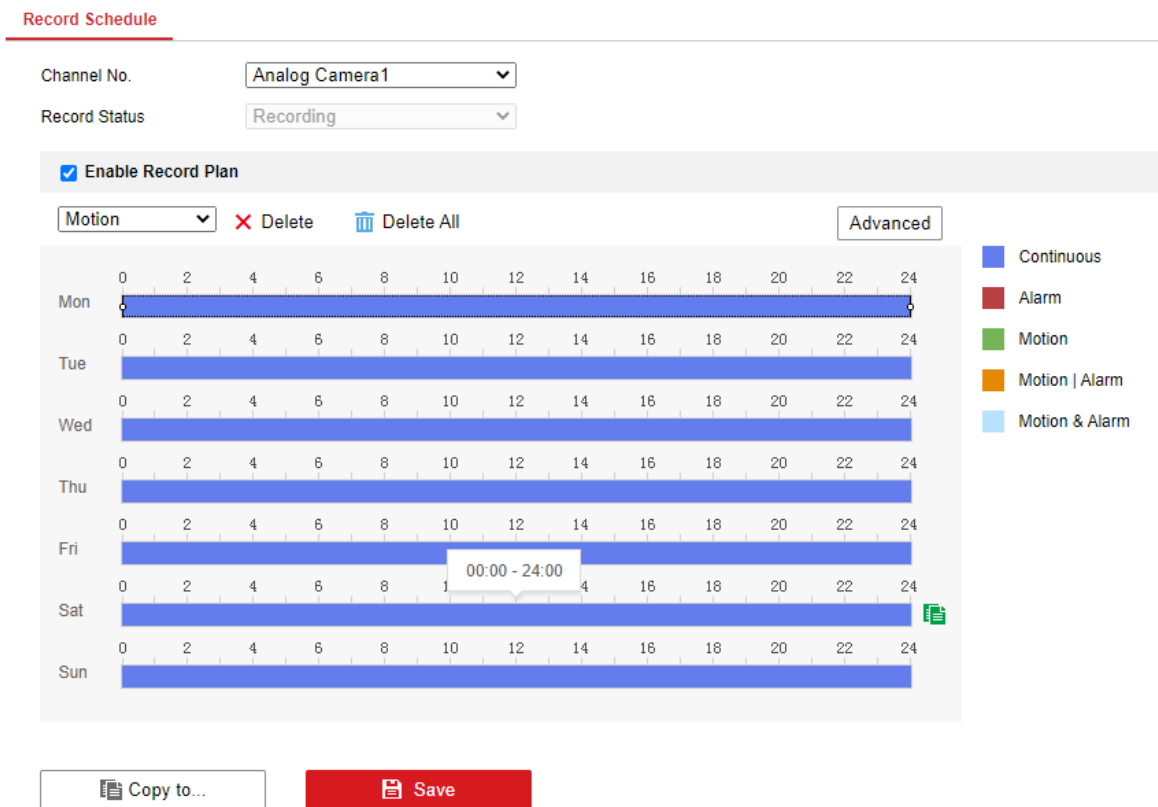 Record Schedule
Channel No. Analog Camera1
Record Status Recording
Enable Record Plan
Motion Delete Delete All Advanced
Continuous
Alarm
Motion
Motion | Alarm
Motion & Alarm
0 2 4 6 8 10 12 14 16 18 20 22 24
Mon
0 2 4 6 8 10 12 14 16 18 20 22 24
Tue
0 2 4 6 8 10 12 14 16 18 20 22 24
Wed
0 2 4 6 8 10 12 14 16 18 20 22 24
Thu
0 2 4 6 8 10 12 14 16 18 20 22 24
Fri
00:00 - 24:00
0 2 4 6 8 1 4 16 18 20 22 24
Sat
0 2 4 6 8 10 12 14 16 18 20 22 24
Sun
Copy to... Save